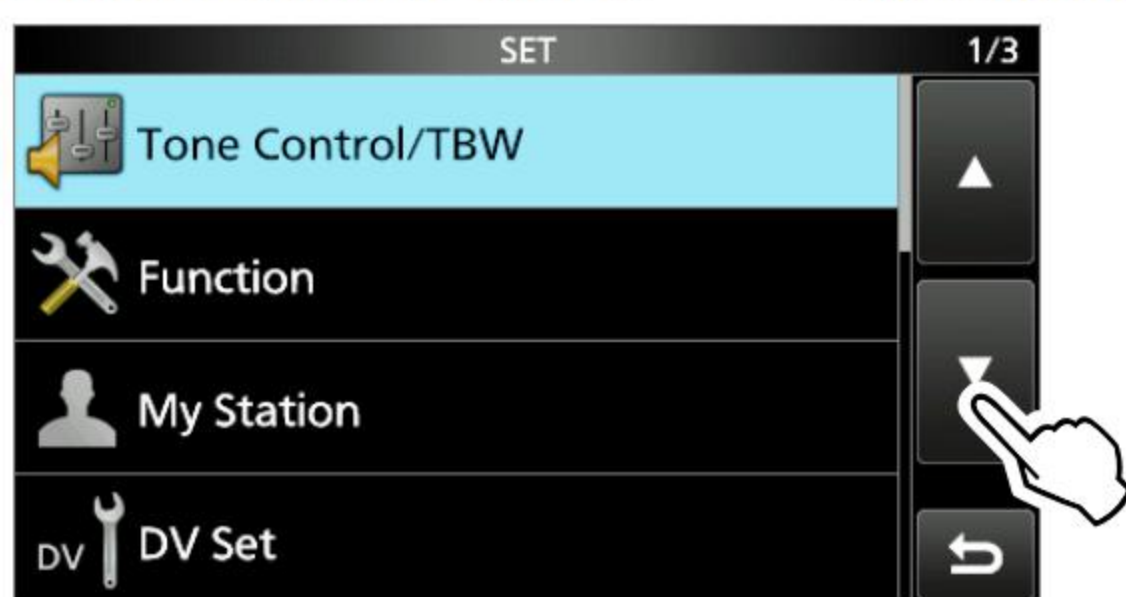 SET 1/3
Tone Control/TBW
Function
My Station
DV DV Set